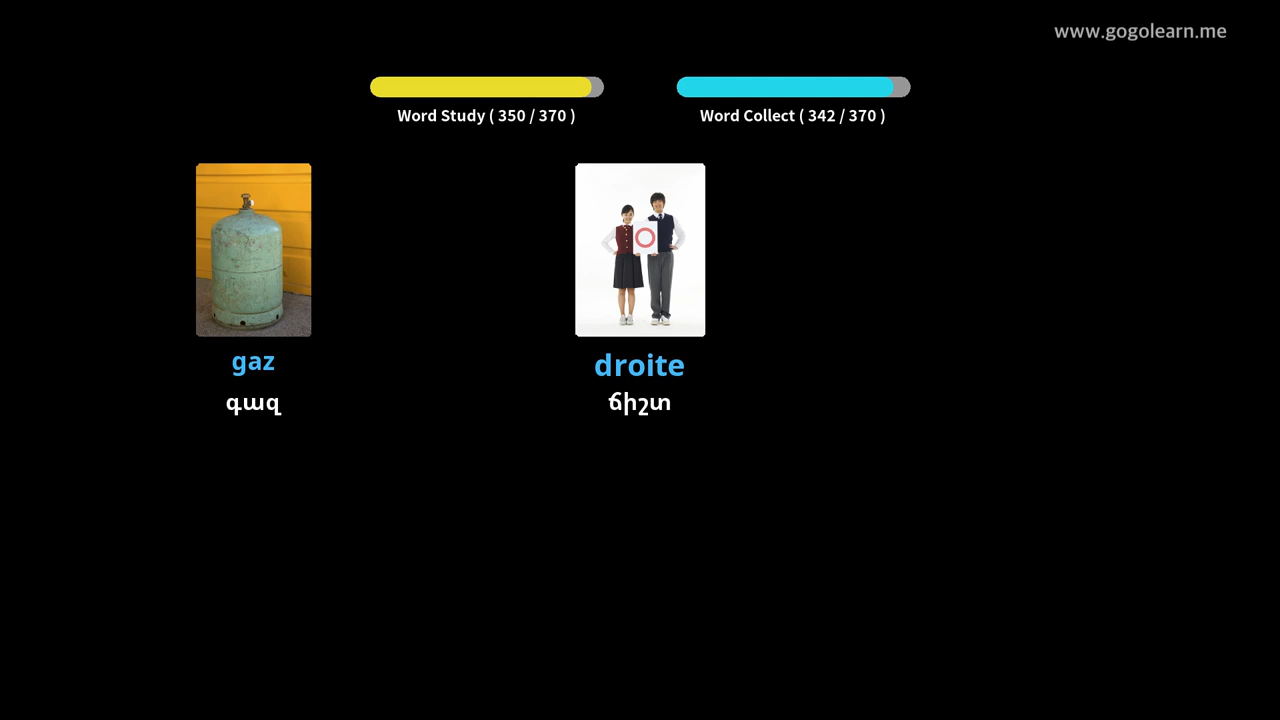 www.gogolearn.me
Word Study ( 350 / 370 )
Word Collect ( 342 / 370 )
gaz
գազ
droite
ճիշտ